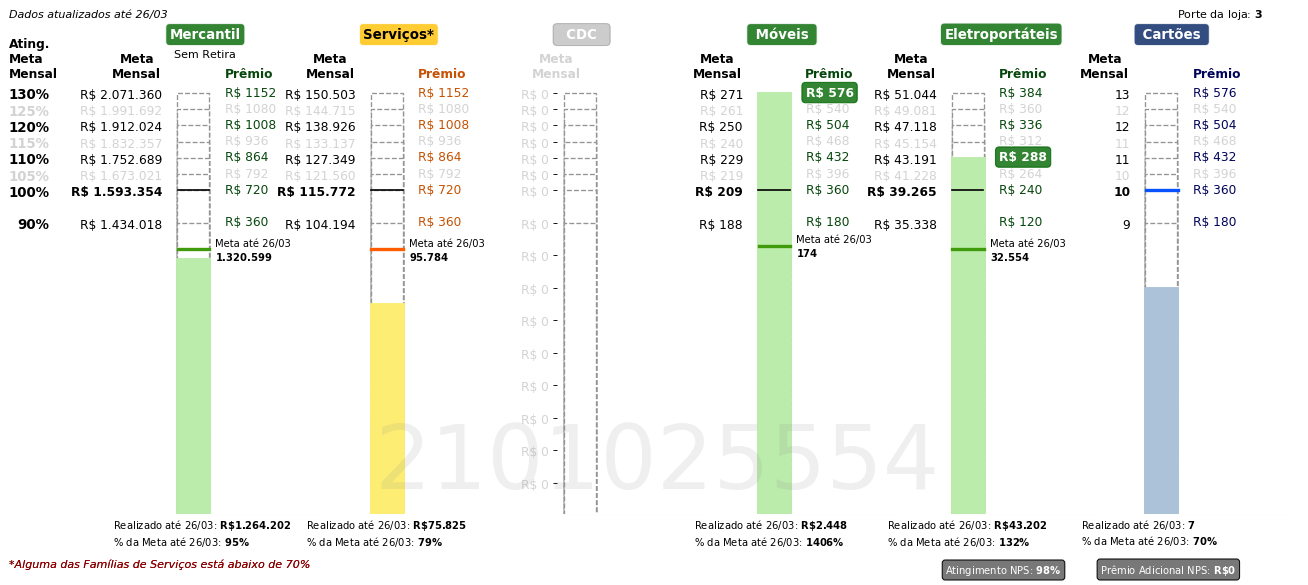 Dados atualizados até 26/03
Porte da loja: 3
Mercantil Serviços* CDC Móveis Eletroportáteis Cartões
Sem Retira
Ating. Meta Mensal
Meta Mensal Prêmio Meta Mensal Prêmio Meta Mensal Meta Mensal Prêmio Meta Mensal Prêmio Meta Mensal Prêmio
130% R$ 2.071.360 R$ 1152 R$ 150.503 R$ 1152 R$ 0 R$ 271 R$ 576 R$ 51.044 R$ 384 13 R$ 576
125% R$ 1.991.692 R$ 1080 R$ 144.715 R$ 1080 R$ 0 R$ 261 R$ 540 R$ 49.081 R$ 360 12 R$ 540
120% R$ 1.912.024 R$ 1008 R$ 138.926 R$ 1008 R$ 0 R$ 250 R$ 504 R$ 47.118 R$ 336 12 R$ 504
115% R$ 1.832.357 R$ 936 R$ 133.137 R$ 936 R$ 0 R$ 240 R$ 468 R$ 45.154 R$ 312 11 R$ 468
110% R$ 1.752.689 R$ 864 R$ 127.349 R$ 864 R$ 0 R$ 229 R$ 432 R$ 43.191 R$ 288 11 R$ 432
105% R$ 1.673.021 R$ 792 R$ 121.560 R$ 792 R$ 0 R$ 219 R$ 396 R$ 41.228 R$ 264 10 R$ 396
100% R$ 1.593.354 R$ 720 R$ 115.772 R$ 720 R$ 0 R$ 209 R$ 360 R$ 39.265 R$ 240 10 R$ 360
90% R$ 1.434.018 R$ 360 R$ 104.194 R$ 360 R$ 0 R$ 188 R$ 180 R$ 35.338 R$ 120 9 R$ 180
Meta até 26/03 Meta até 26/03 Meta até 26/03 Meta até 26/03
1.320.599 95.784 174 32.554
R$ 0
R$ 0
R$ 0
R$ 0
R$ 0
R$ 0
R$ 0
R$ 0
2101025554
Realizado até 26/03: R$1.264.202 Realizado até 26/03: R$75.825 Realizado até 26/03: R$2.448 Realizado até 26/03: R$43.202 Realizado até 26/03: 7
% da Meta até 26/03: 95% % da Meta até 26/03: 79% % da Meta até 26/03: 1406% % da Meta até 26/03: 132% % da Meta até 26/03: 70%
*Alguma das Famílias de Serviços está abaixo de 70%
Atingimento NPS: 98% Prêmio Adicional NPS: R$0